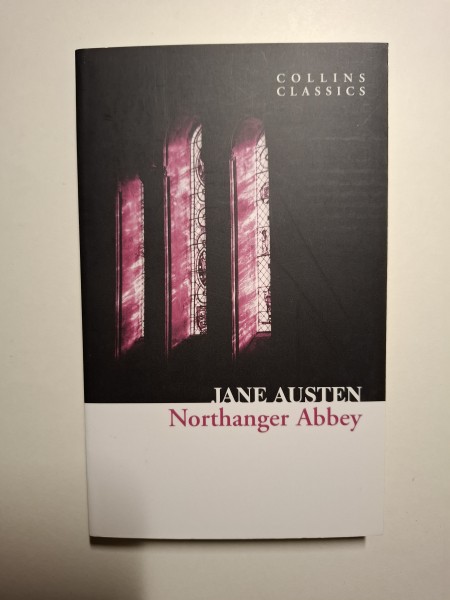 COLLINS
CLASSICS
JANE AUSTEN
Northanger Abbey